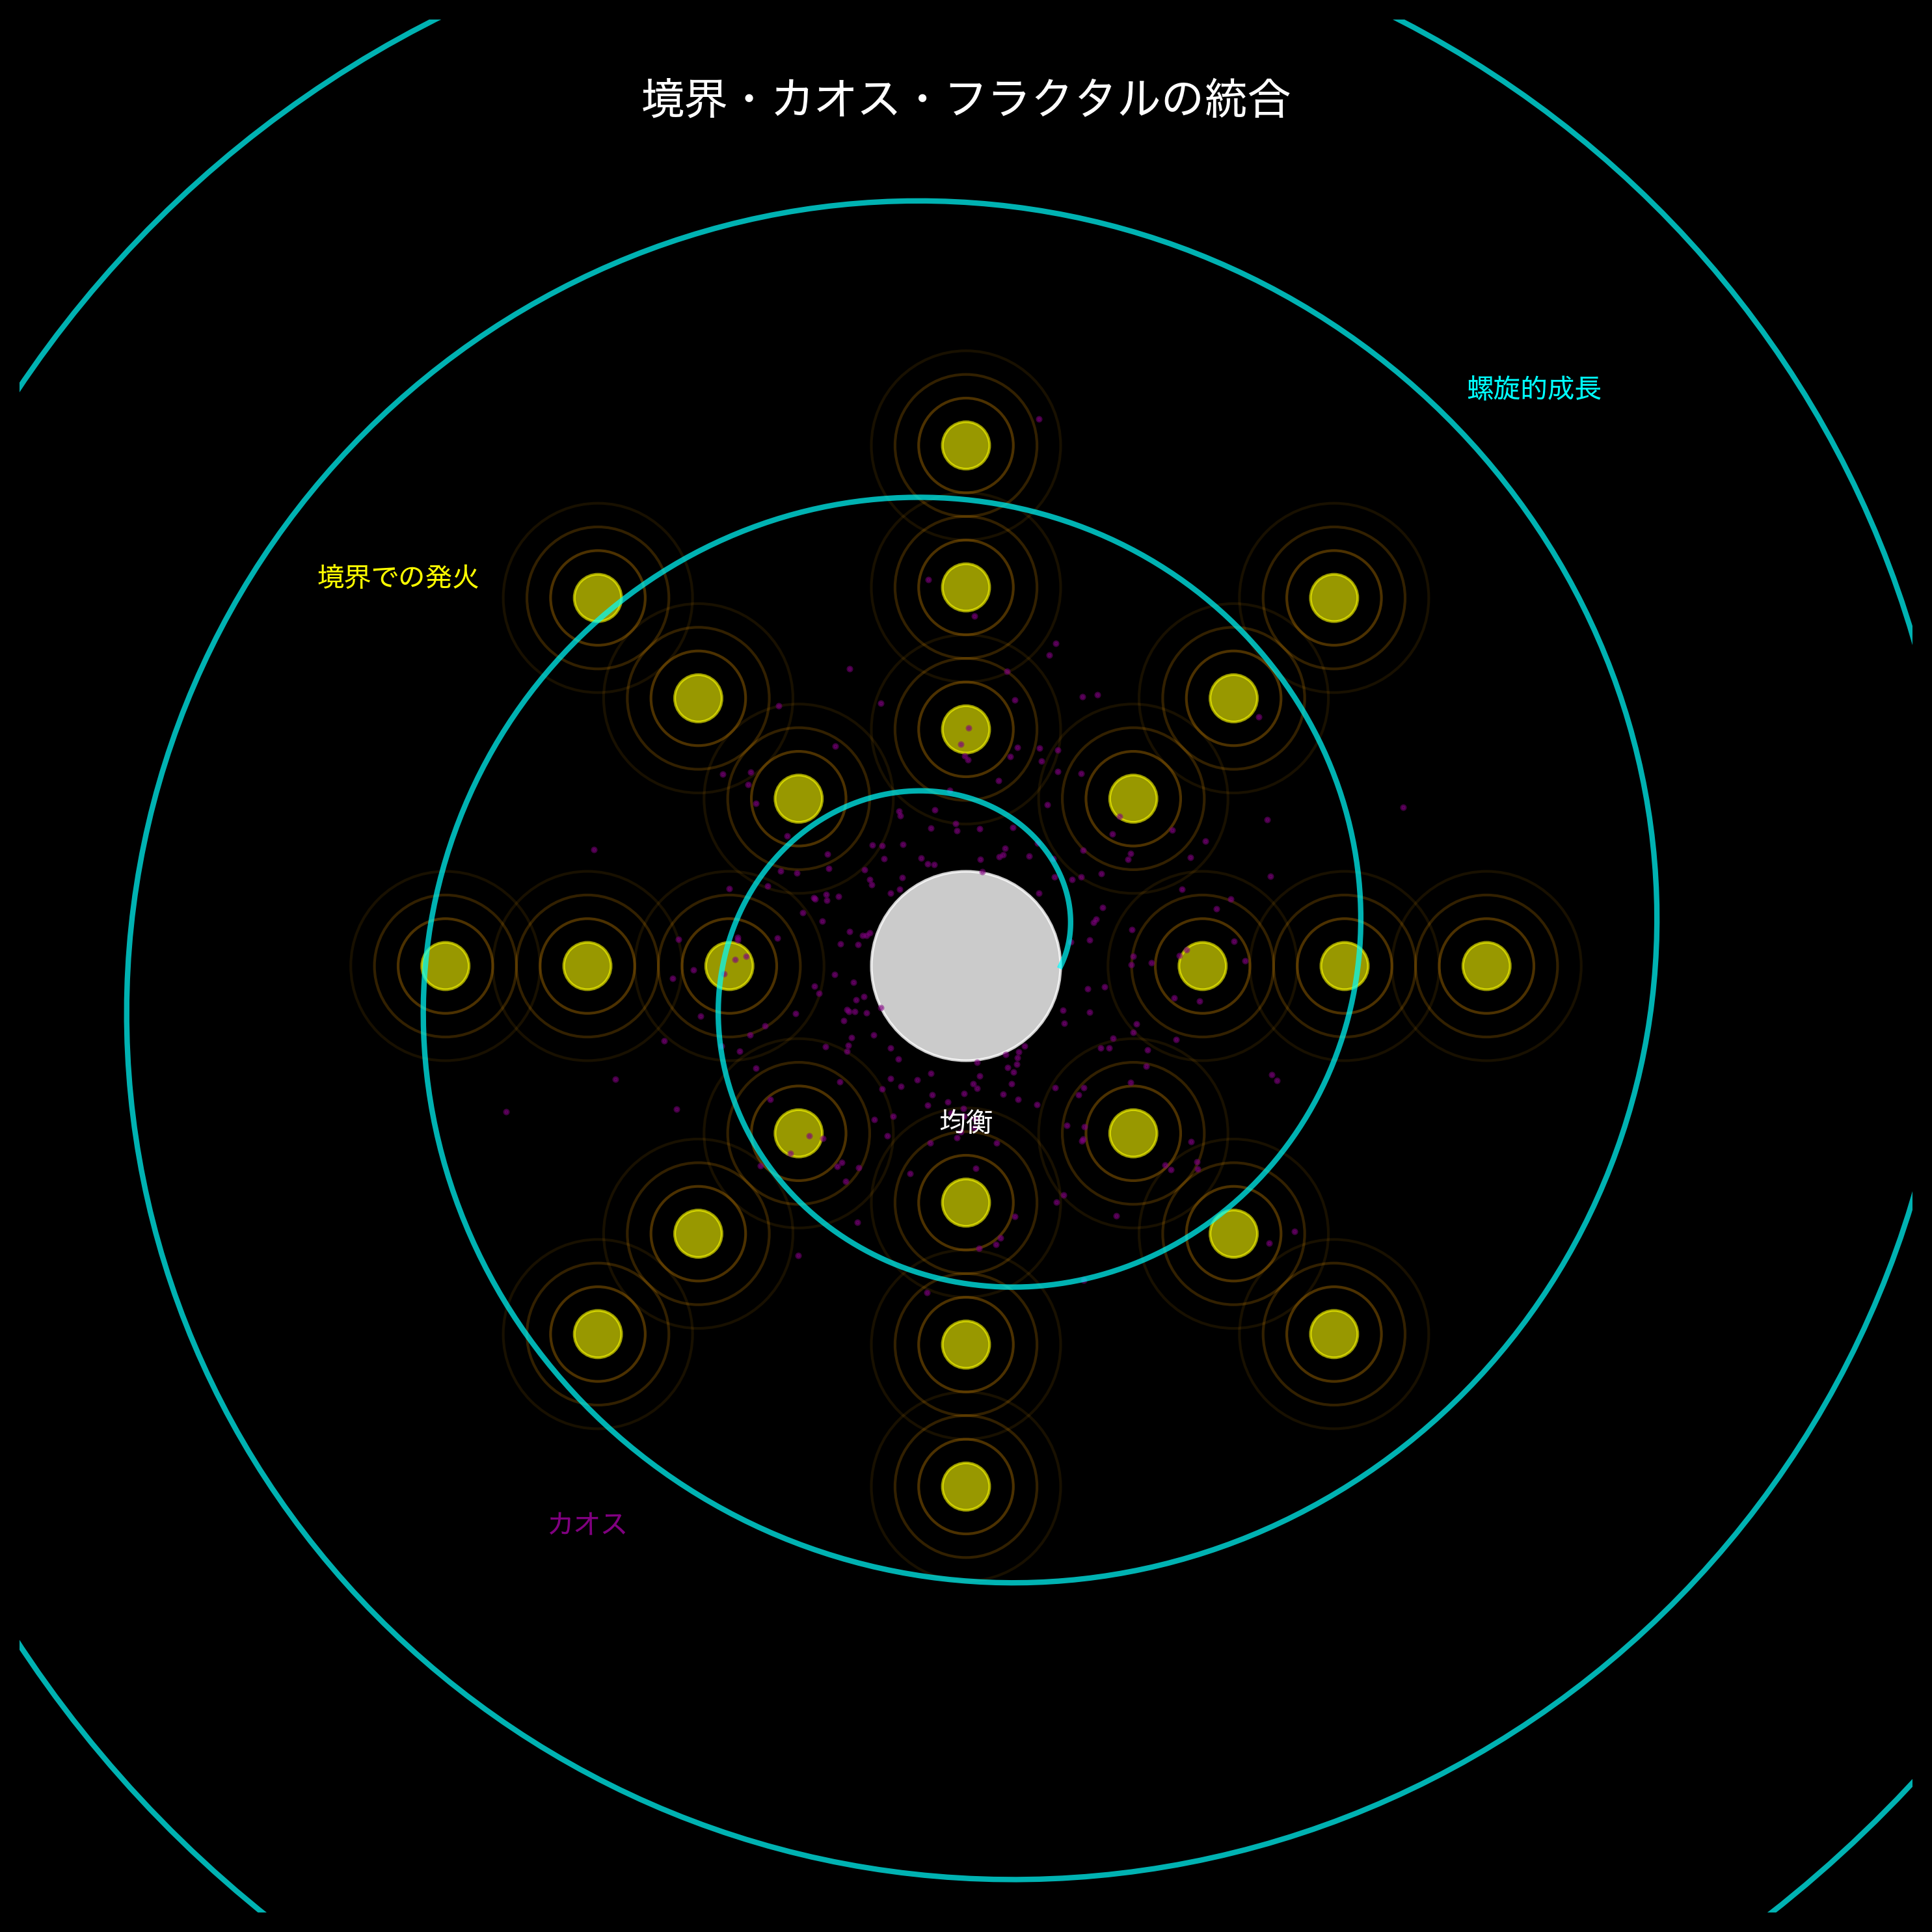 境界・カオス・フラクタルの統合
螺旋的成長
境界での発火
均衡
カオス